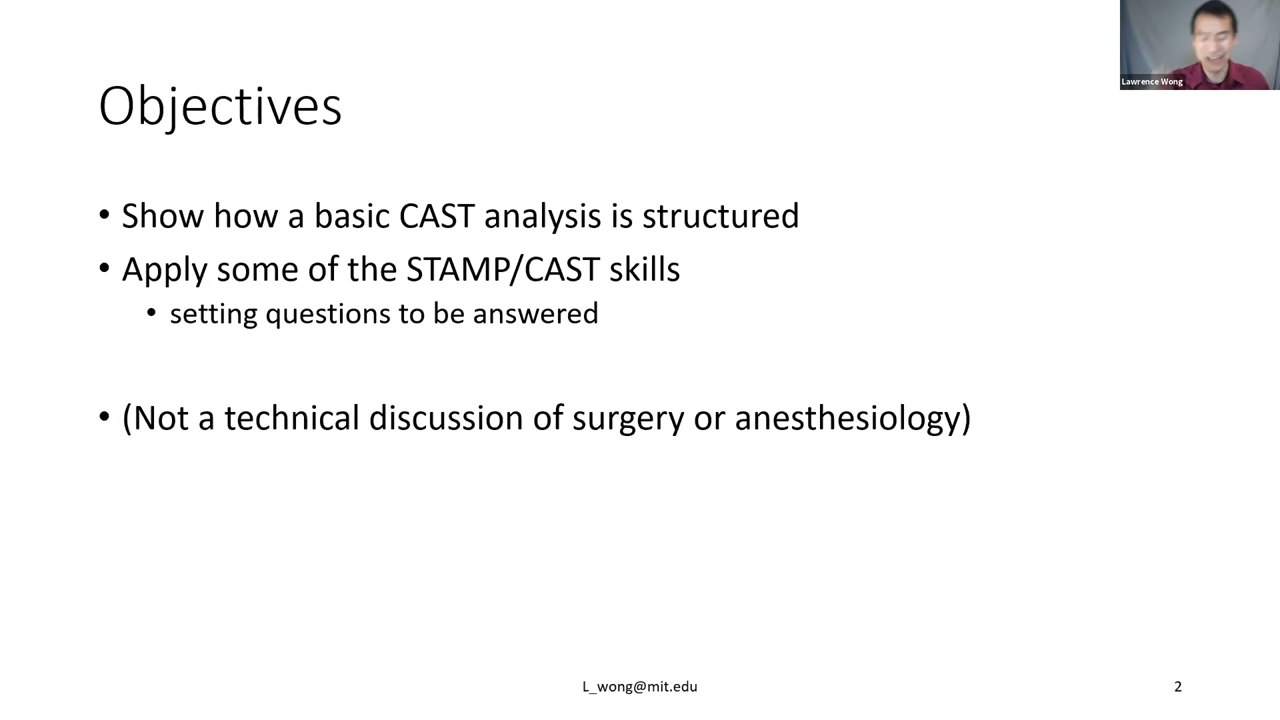 Lawrence Wong
Objectives
• Show how a basic CAST analysis is structured
• Apply some of the STAMP/CAST skills
• setting questions to be answered
• (Not a technical discussion of surgery or anesthesiology)
L_wong@mit.edu
2